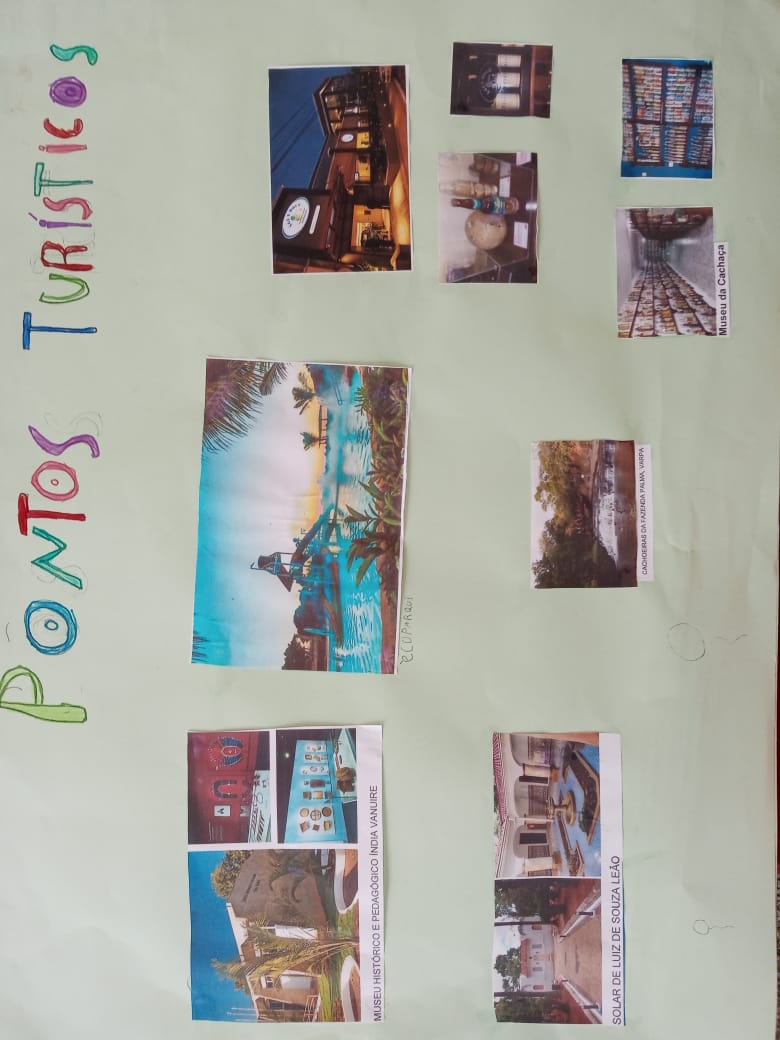 PONTOS TURÍSTICOS
MUSEU HISTÓRICO E PEDAGÓGICO ÍNDIA VANUIRE
ECOPARQUI
SOLAR DE LUIZ DE SOUZA LEÃO
CACHOEIRAS DA FAZENDA PALMA, VARPA
Museu da Cachaça